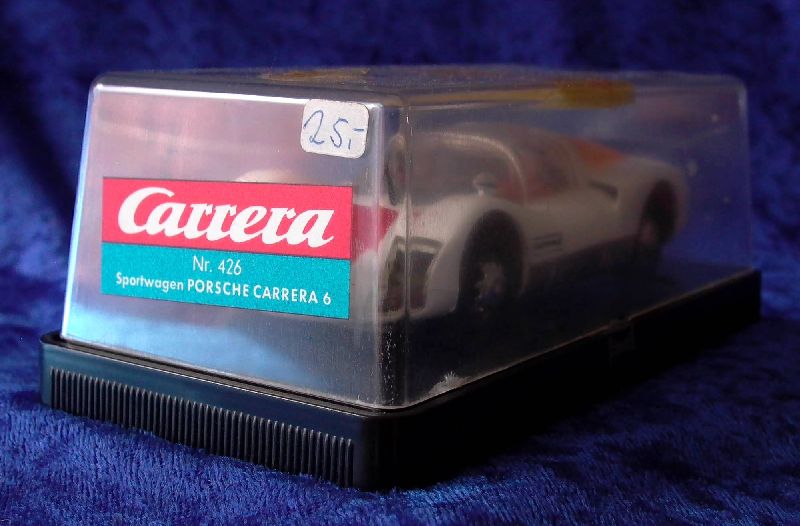 25,-
Carrera
Nr. 426
Sportwagen PORSCHE CARRERA 6